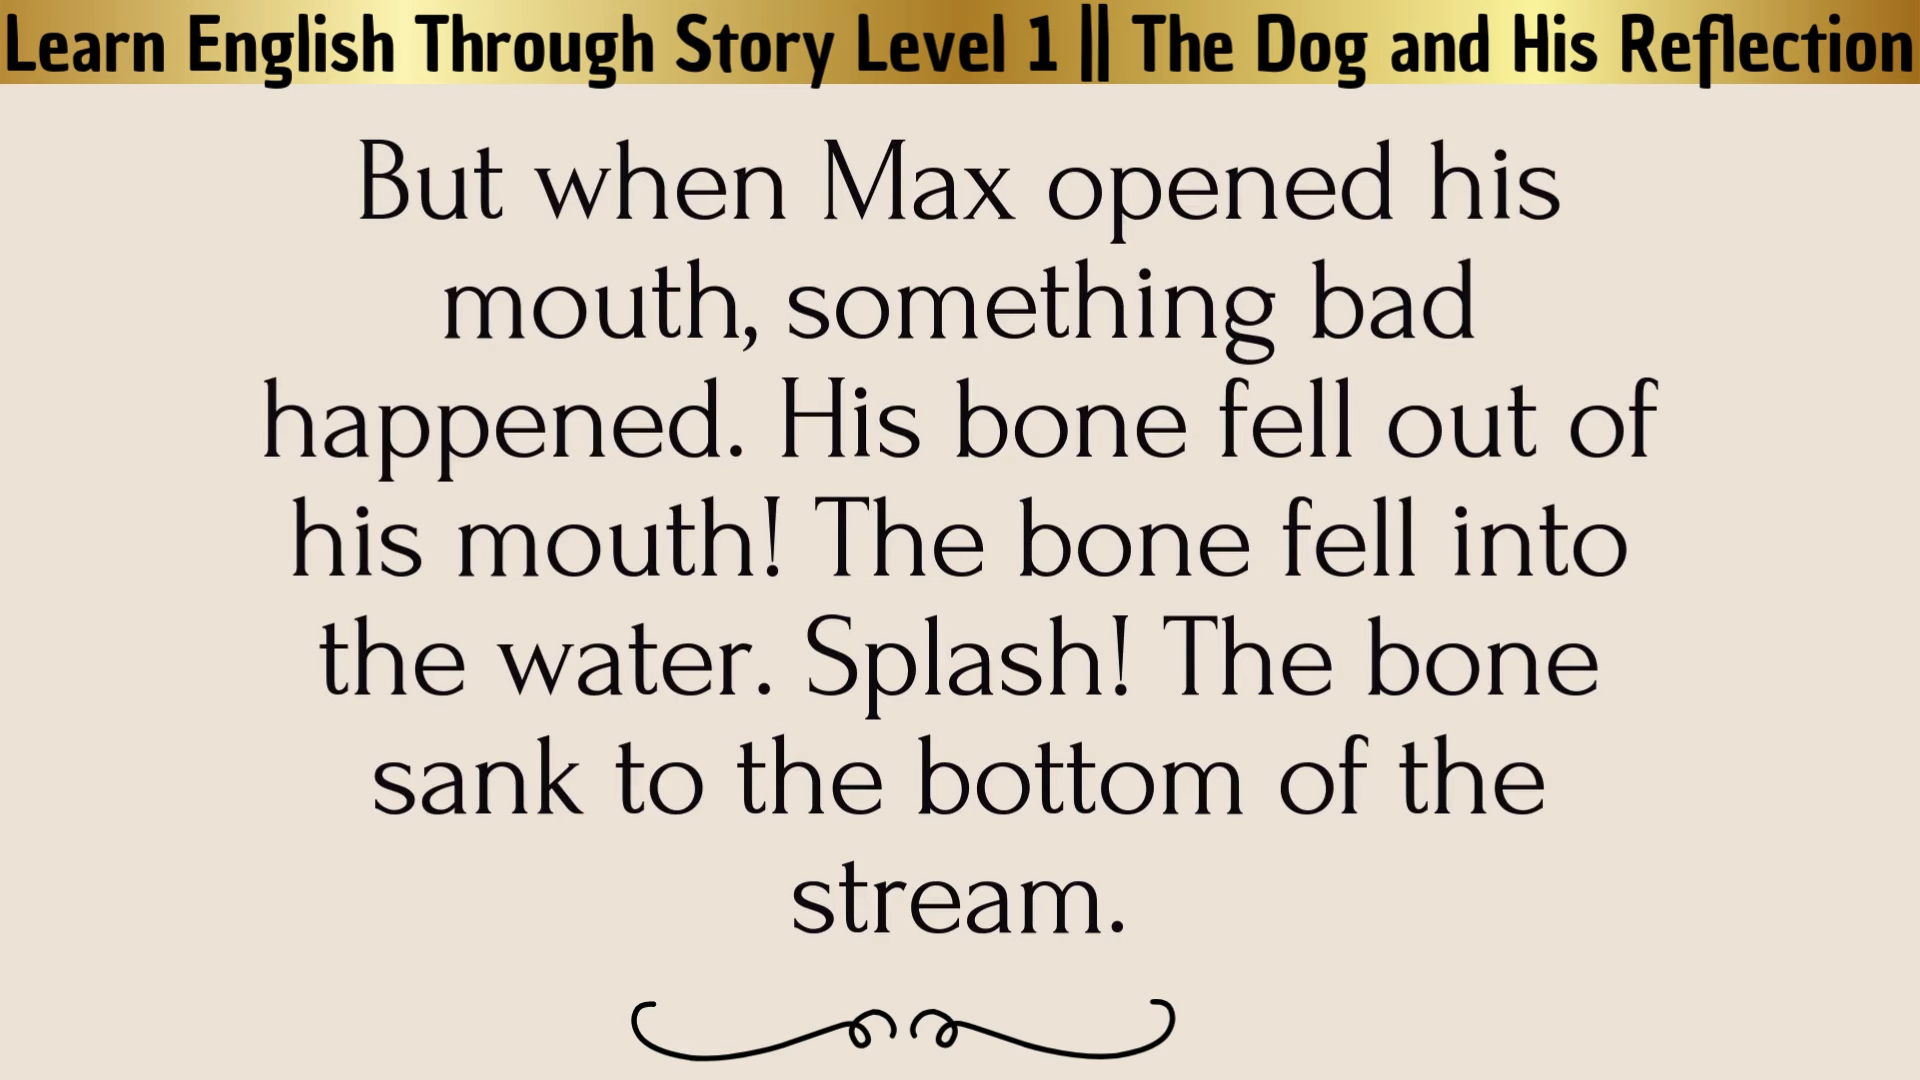 Learn English Through Story Level 1 || The Dog and His Reflection
But when Max opened his
mouth, something bad
happened. His bone fell out of
his mouth! The bone fell into
the water. Splash! The bone
sank to the bottom of the
stream.